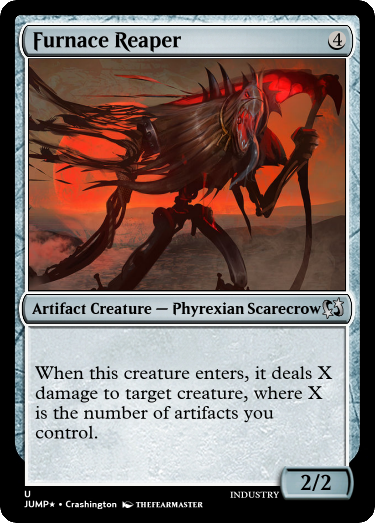 Furnace Reaper 4
Artifact Creature — Phyrexian Scarecrow
When this creature enters, it deals X
damage to target creature, where X
is the number of artifacts you
control.
2/2
U
INDUSTRY
JUMP★ • Crashington THEFEARMASTER